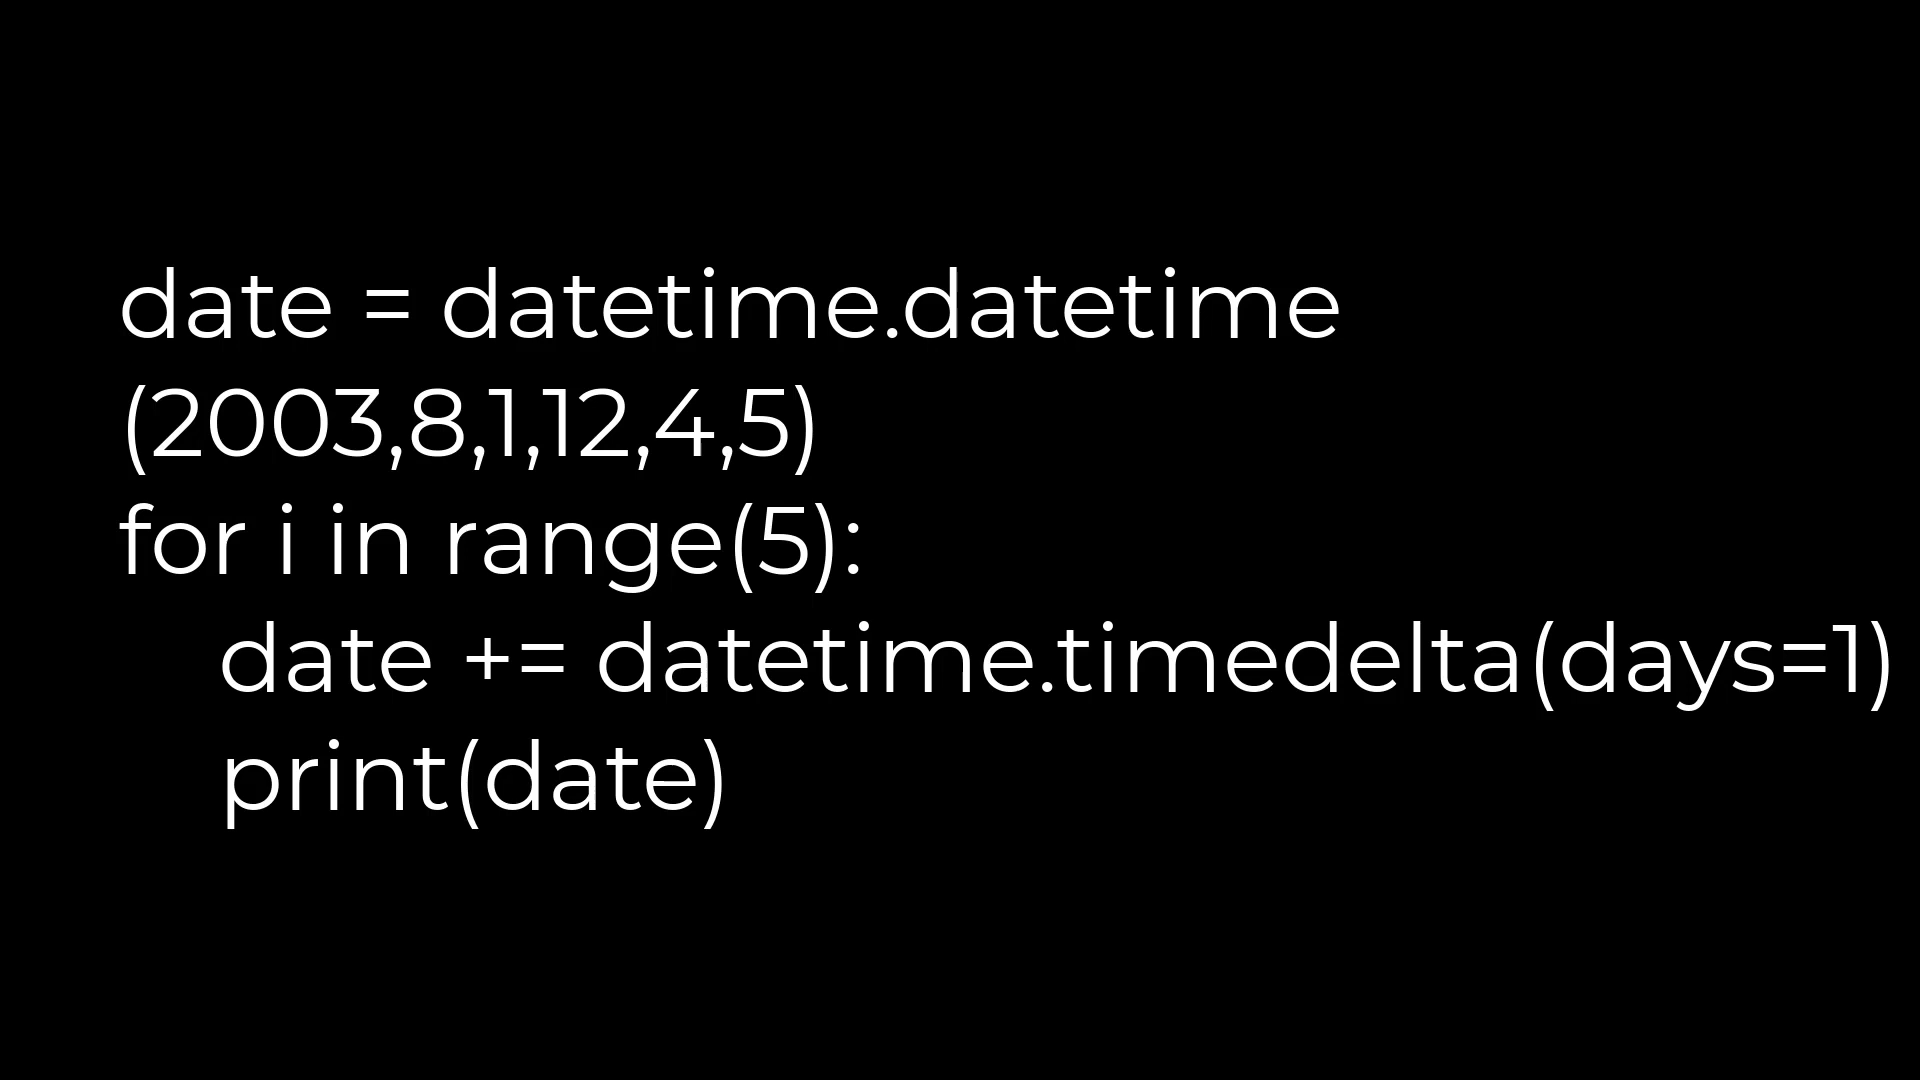 date = datetime.datetime
(2003,8,1,12,4,5)
for i in range(5):
    date += datetime.timedelta(days=1)
    print(date)